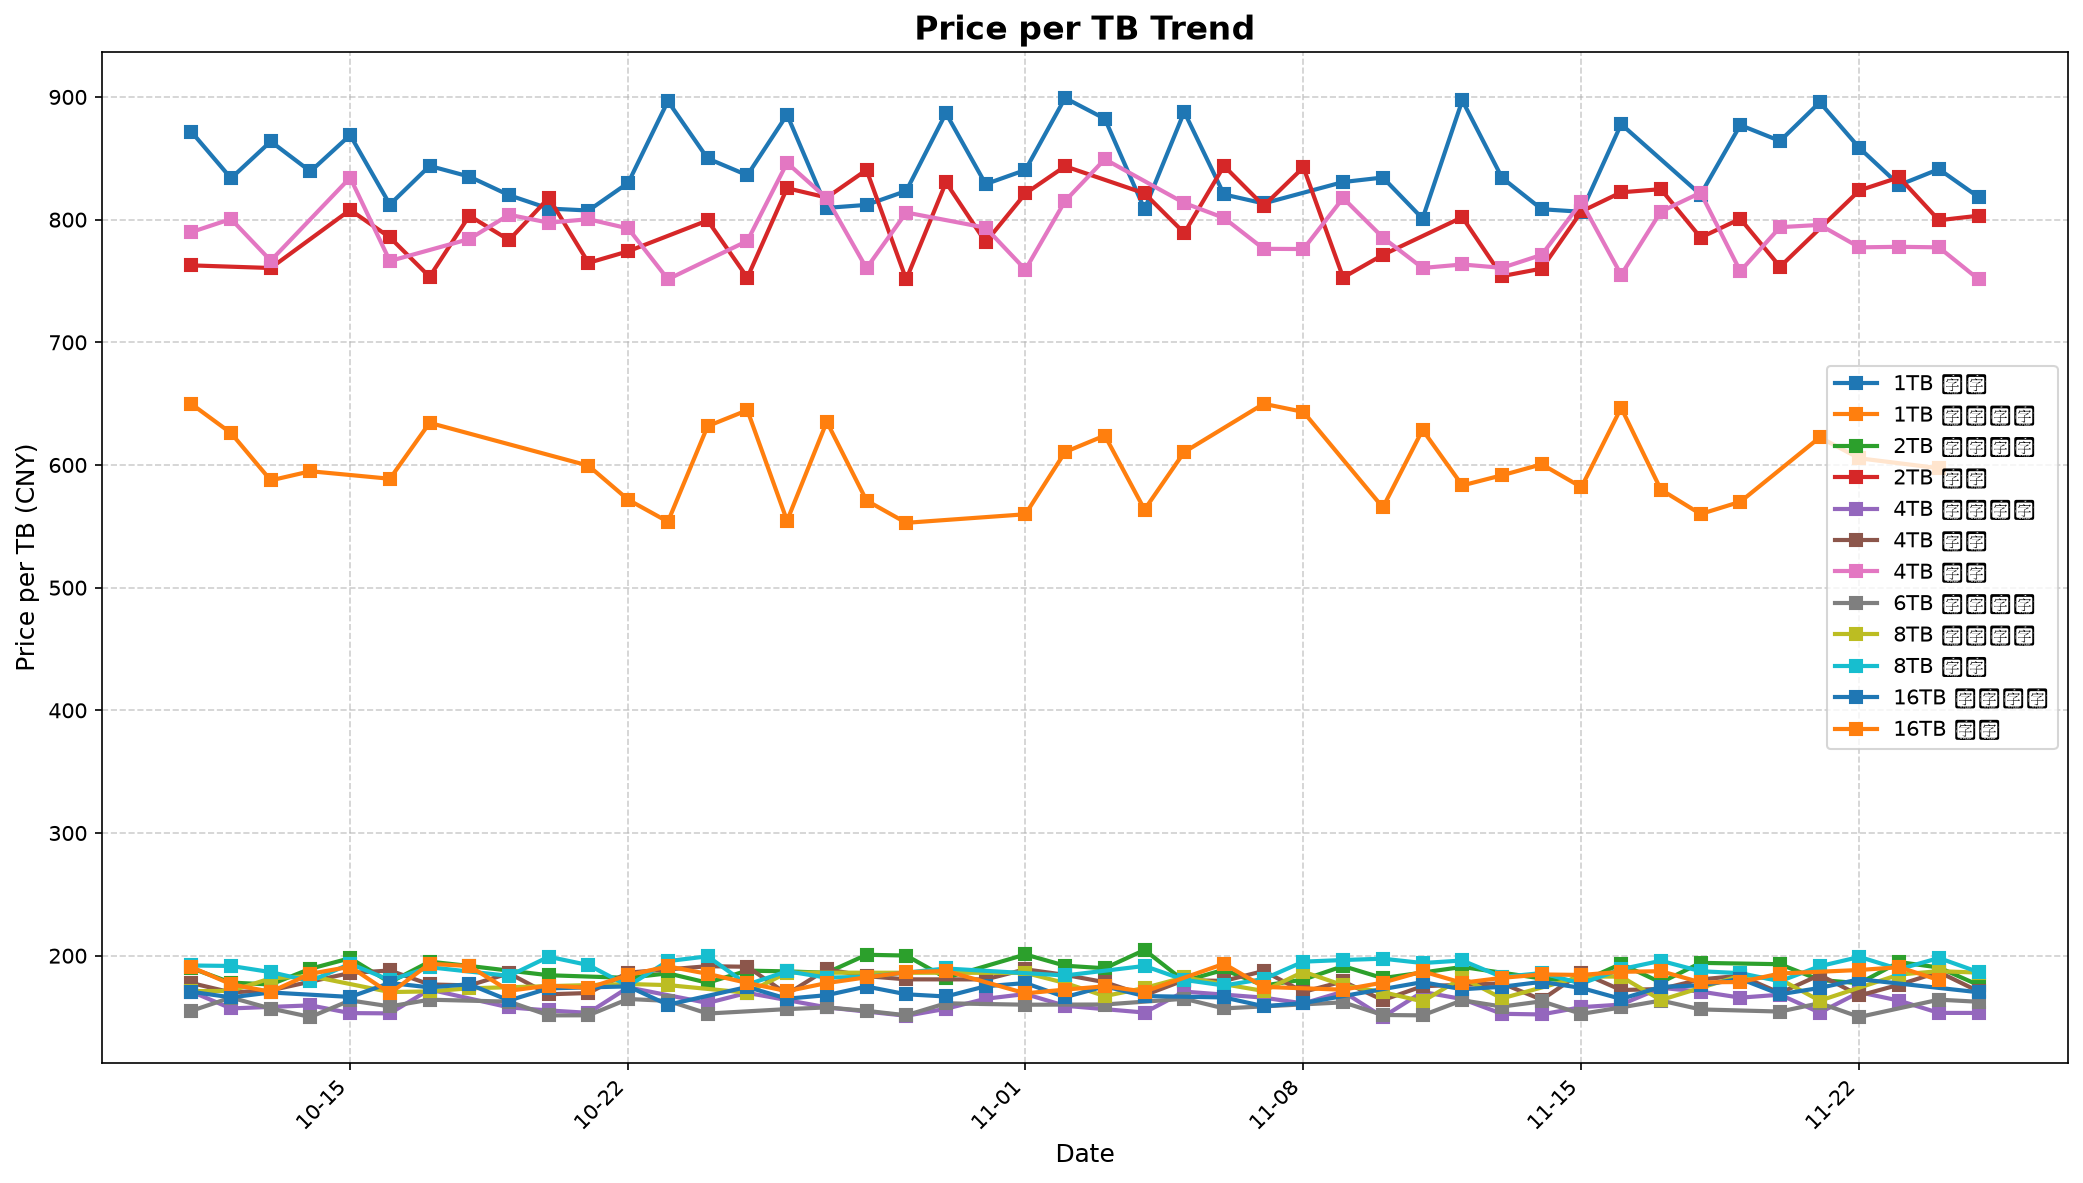 Price per TB Trend
900
800
700
600
500
400
300
200
Price per TB (CNY)
10-15
10-22
11-01
11-08
11-15
11-22
Date
1TB
1TB
2TB
2TB
4TB
4TB
4TB
6TB
8TB
8TB
16TB
16TB